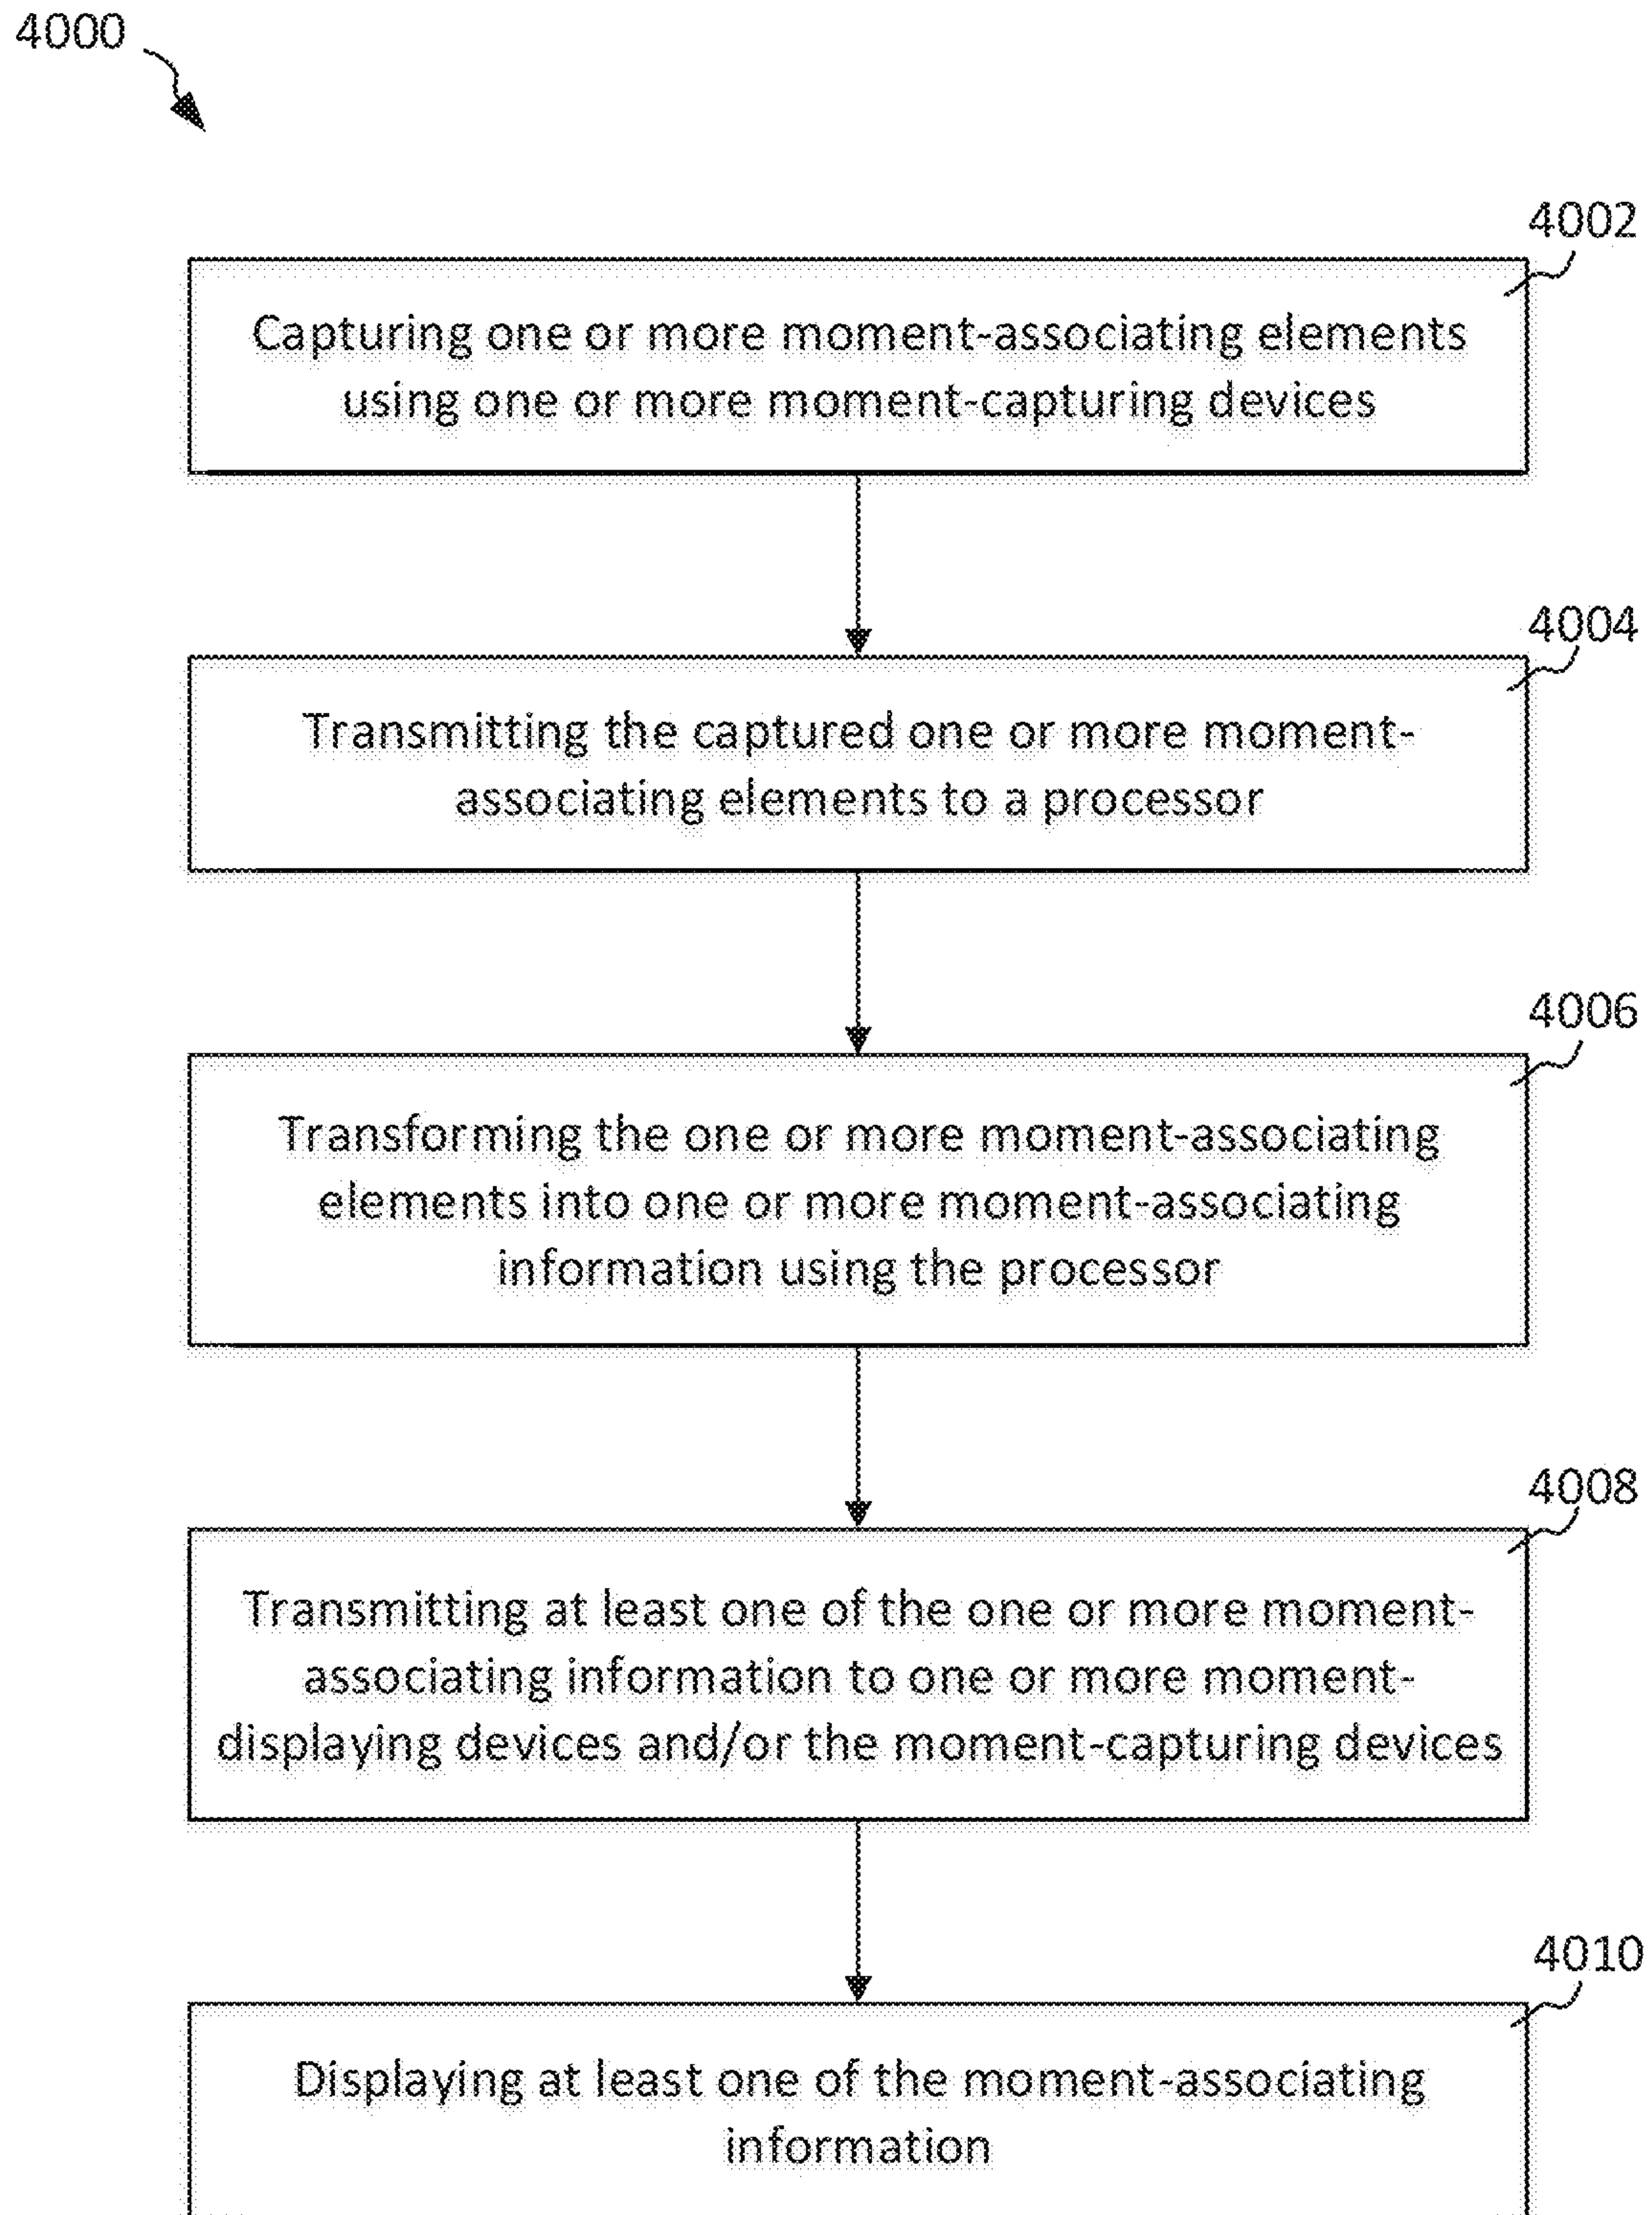 4000
4002
Capturing one or more moment-associating elements
using one or more moment-capturing devices
4004
Transmitting the captured one or more moment-
associating elements to a processor
4006
Transforming the one or more moment-associating
elements into one or more moment-associating
information using the processor
4008
Transmitting at least one of the one or more moment-
associating information to one or more moment-
displaying devices and/or the moment-capturing devices
4010
Displaying at least one of the moment-associating
information